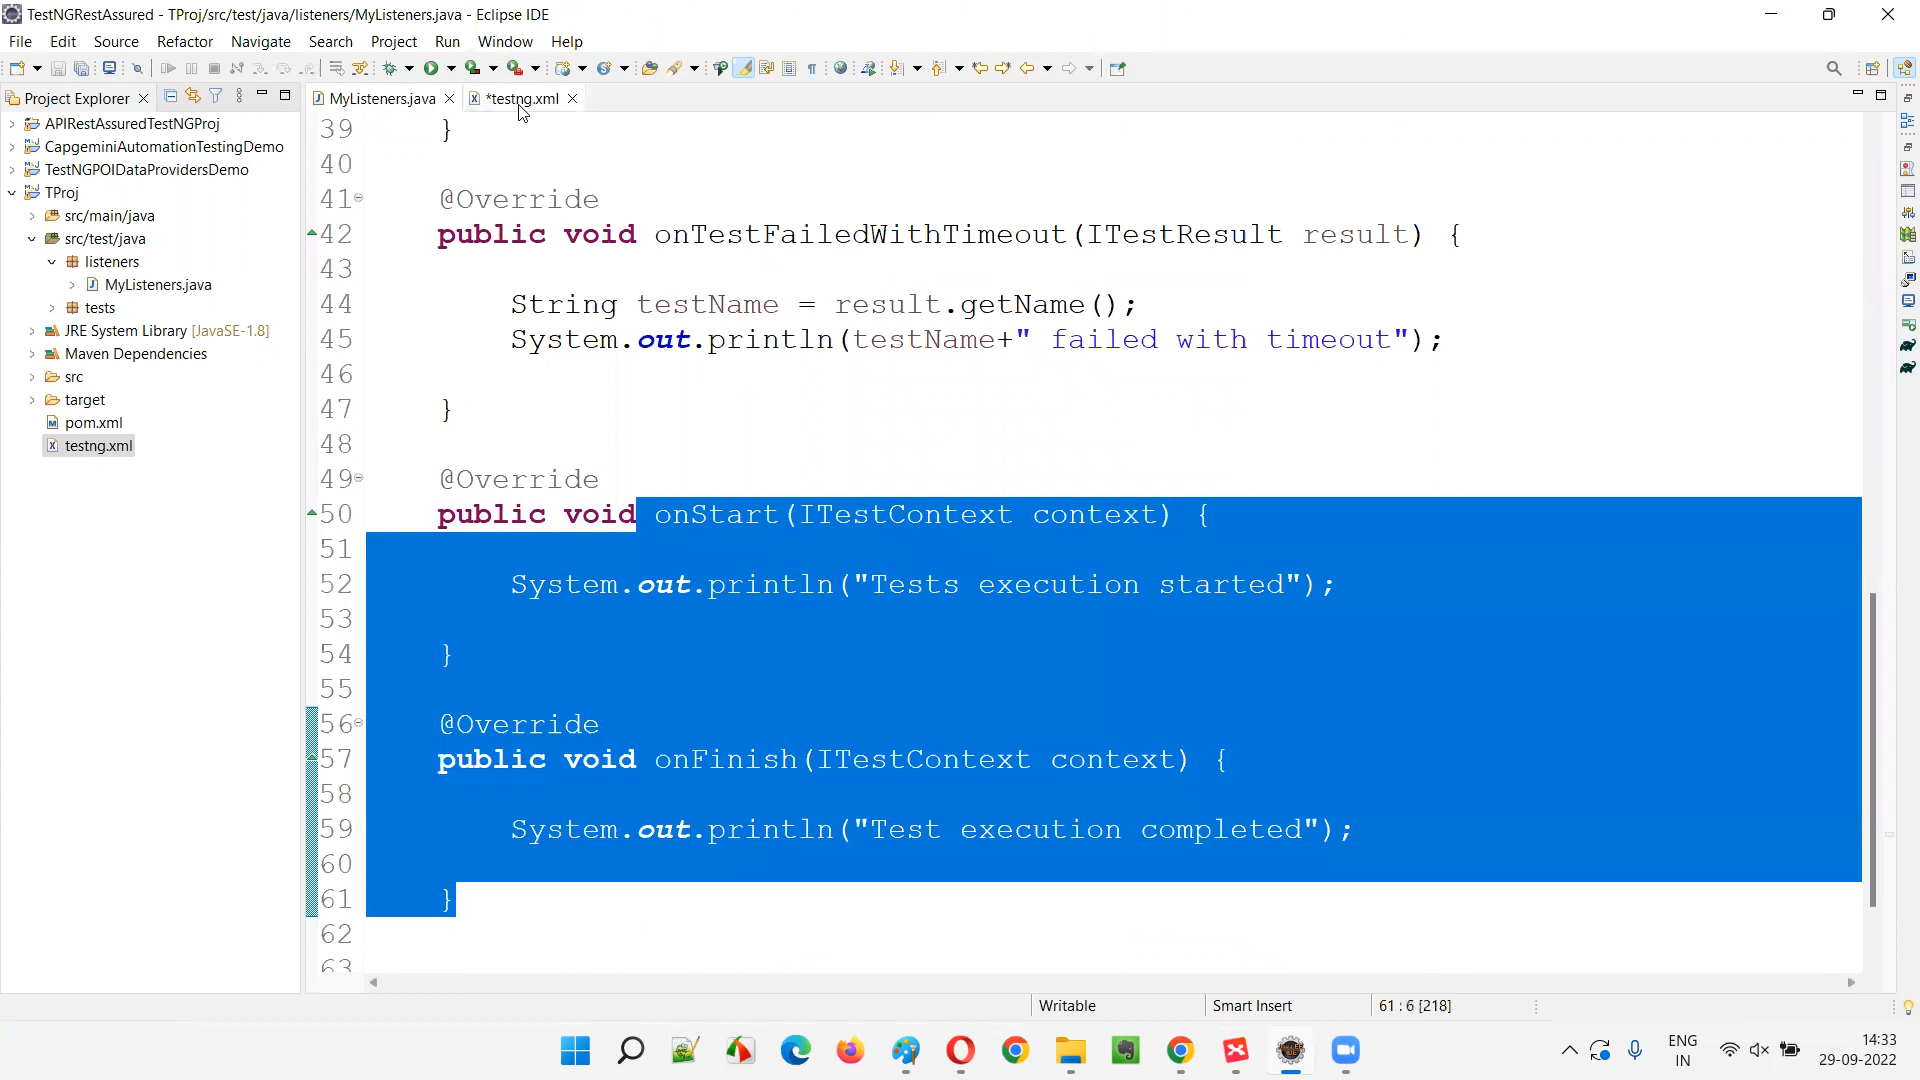 TestNGRestAssured - TProj/src/test/java/listeners/MyListeners.java - Eclipse IDE
File Edit Source Refactor Navigate Search Project Run Window Help
Project Explorer
MyListeners.java
*testng.xml
APIRestAssuredTestNGProj
CapgeminiAutomationTestingDemo
TestNGPOIDataProvidersDemo
TProj
src/main/java
src/test/java
listeners
MyListeners.java
tests
JRE System Library [JavaSE-1.8]
Maven Dependencies
src
target
pom.xml
testng.xml
39 }
40
41 @Override
42 public void onTestFailedWithTimeout(ITestResult result) {
43
44 String testName = result.getName();
45 System.out.println(testName+" failed with timeout");
46
47 }
48
49 @Override
50 public void onStart(ITestContext context) {
51
52 System.out.println("Tests execution started");
53
54 }
55
56 @Override
57 public void onFinish(ITestContext context) {
58
59 System.out.println("Test execution completed");
60
61 }
62
63
Writable Smart Insert 61 : 6 [218]
ENG
IN
14:33
29-09-2022